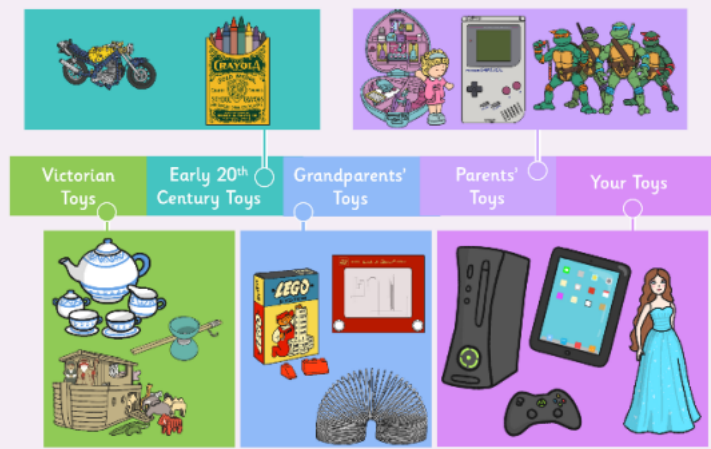 CRAYOLA
Victorian
Toys
Early 20th
Century Toys
Grandparents'
Toys
Parents'
Toys
Your Toys
LEGO